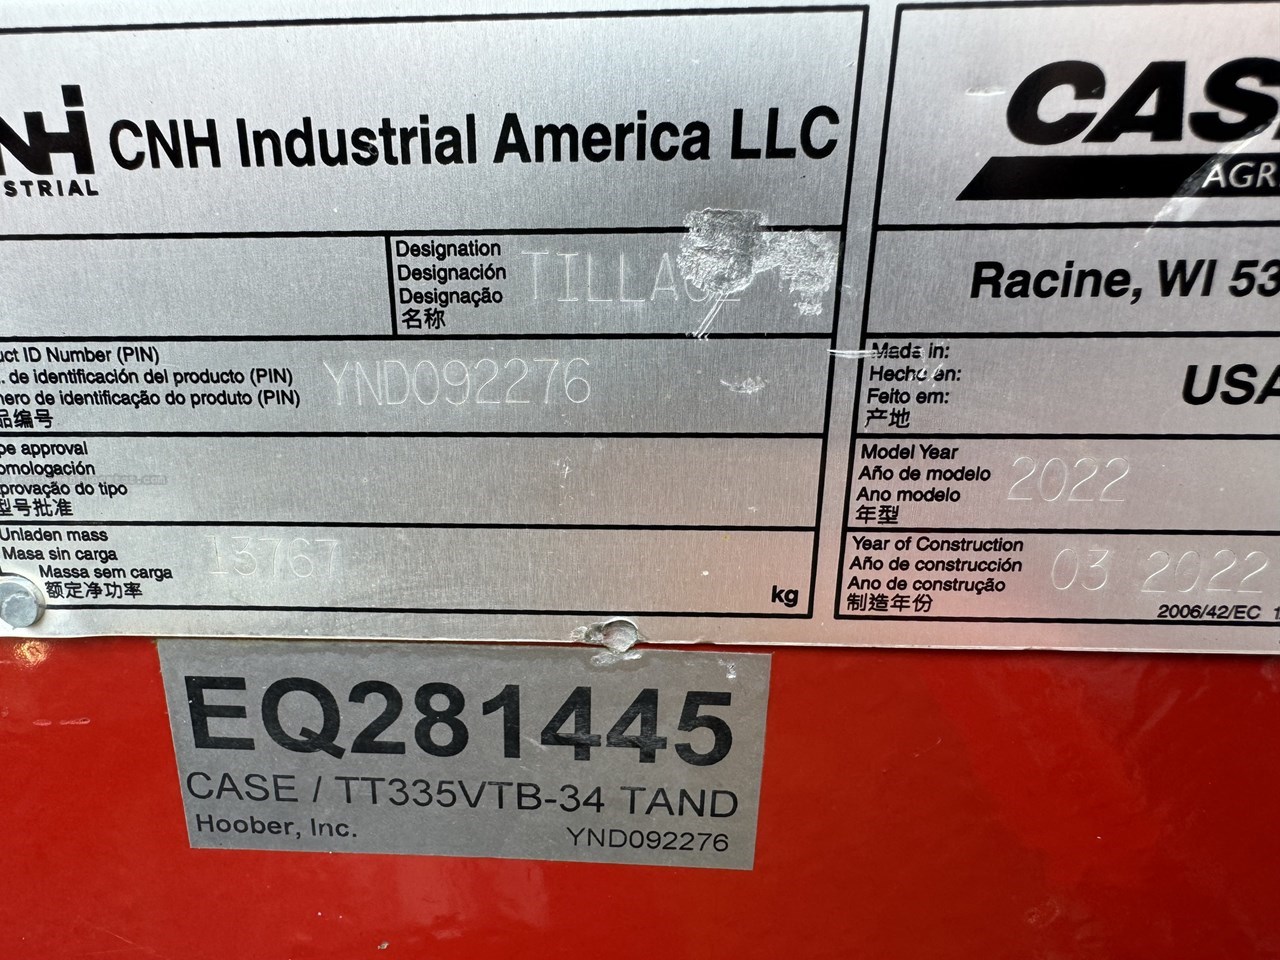 NHi
STRIAL
CNH Industrial America LLC
CAS
AGR
Designation
Designación
Designação
名称
TILLAGE
Racine, WI 53
uct ID Number (PIN)
. de identificación del producto (PIN)
nero de identificação do produto (PIN)
品编号
YND092276
Made in:
Hecho en:
Feito em:
产地
USA
pe approval
omologación
provação do tipo
型号批准
Model Year
Año de modelo
Ano modelo
年型
2022
Unladen mass
Masa sin carga
Massa sem carga
额定净功率
13767
kg
Year of Construction
Año de construcción
Ano de construção
制造年份
03 2022
2006/42/EC 1
EQ281445
CASE / TT335VTB-34 TAND
Hoober, Inc. YND092276